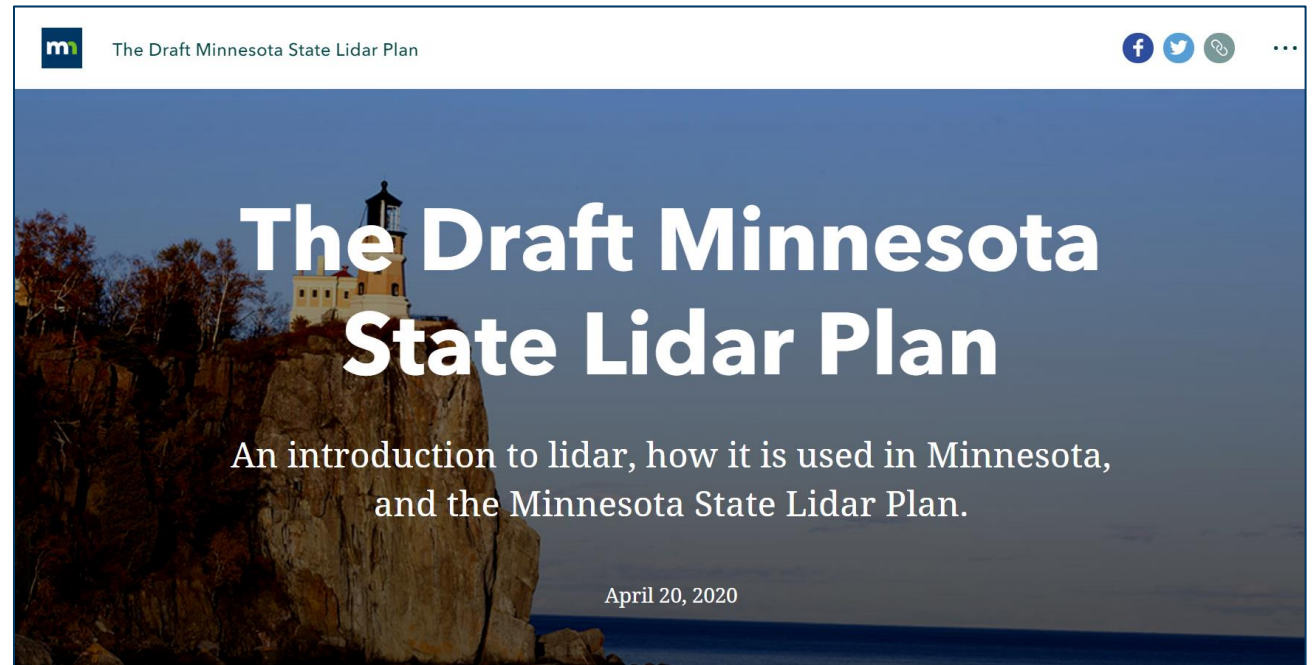 mn
The Draft Minnesota State Lidar Plan
The Draft Minnesota
State Lidar Plan
An introduction to lidar, how it is used in Minnesota,
and the Minnesota State Lidar Plan.
April 20, 2020